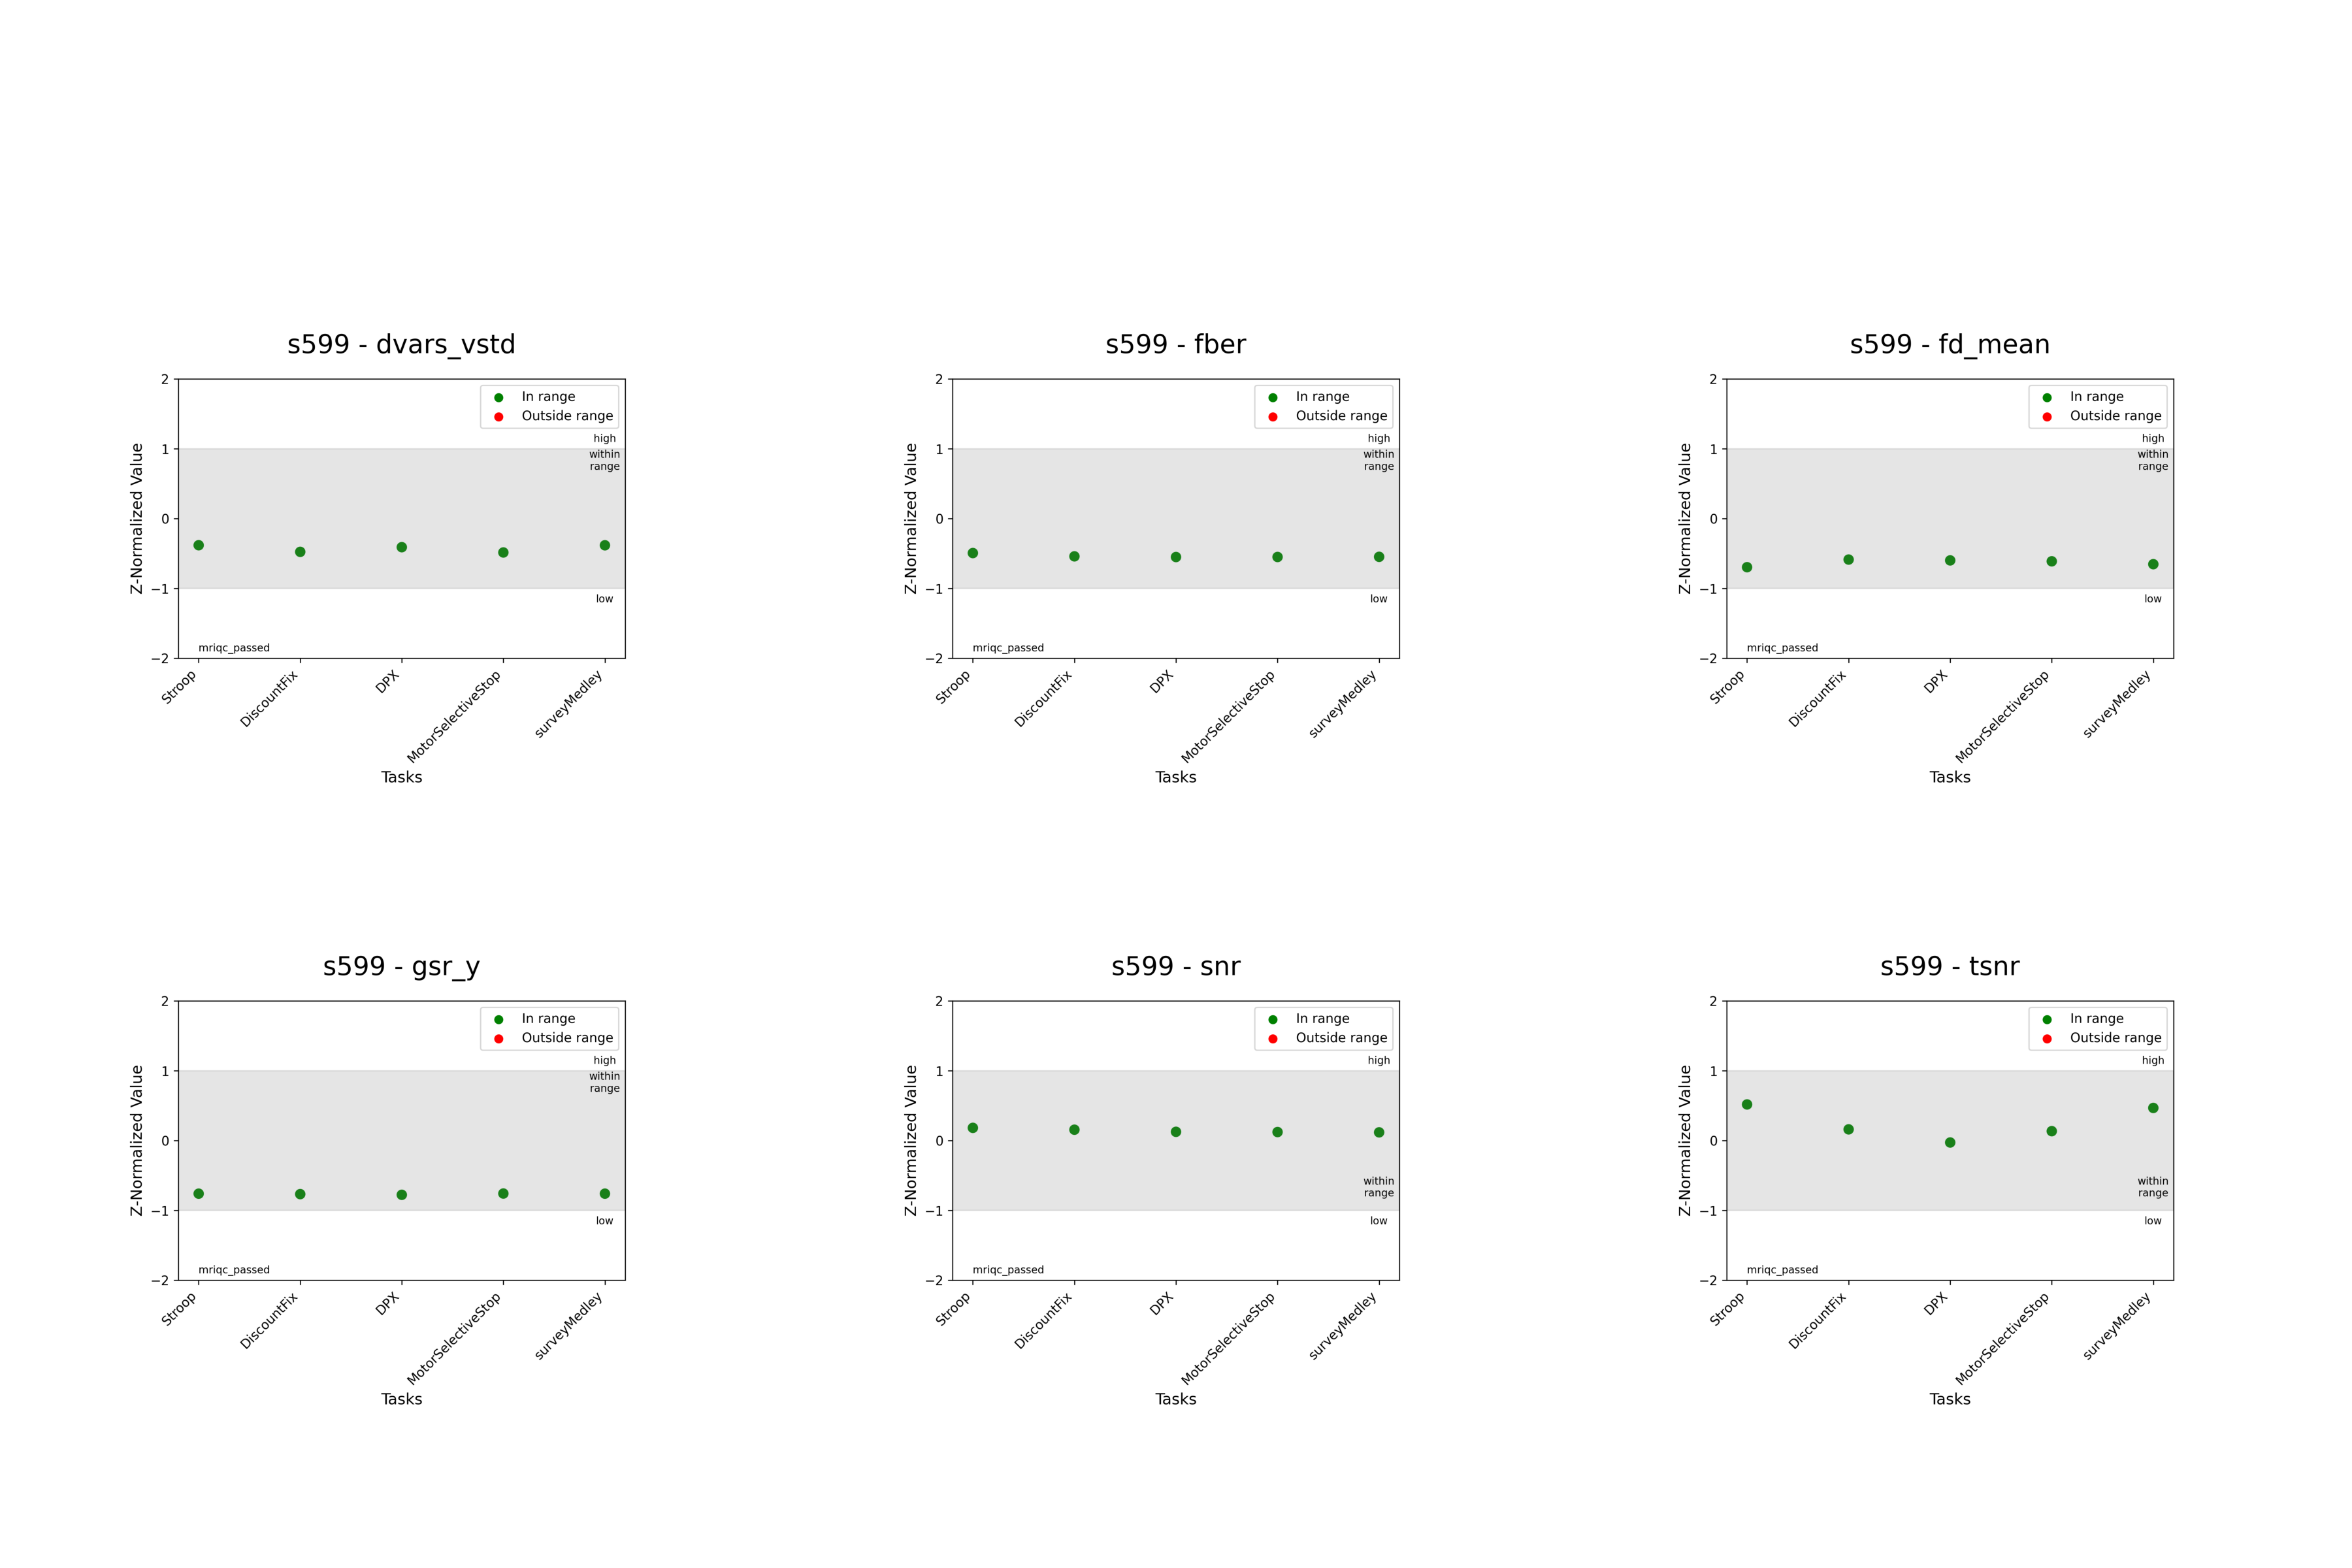 s599 - dvars_vstd
2
In range
Outside range
high
1
within
range
0
−1
low
mriqc_passed
−2
Z-Normalized Value
Stroop
DiscountFix
DPX
MotorSelectiveStop
surveyMedley
Tasks
s599 - fber
2
In range
Outside range
high
1
within
range
0
−1
low
mriqc_passed
−2
Z-Normalized Value
Stroop
DiscountFix
DPX
MotorSelectiveStop
surveyMedley
Tasks
s599 - fd_mean
2
In range
Outside range
high
1
within
range
0
−1
low
mriqc_passed
−2
Z-Normalized Value
Stroop
DiscountFix
DPX
MotorSelectiveStop
surveyMedley
Tasks
s599 - gsr_y
2
In range
Outside range
high
1
within
range
0
−1
low
mriqc_passed
−2
Z-Normalized Value
Stroop
DiscountFix
DPX
MotorSelectiveStop
surveyMedley
Tasks
s599 - snr
2
In range
Outside range
high
1
0
within
range
−1
low
mriqc_passed
−2
Z-Normalized Value
Stroop
DiscountFix
DPX
MotorSelectiveStop
surveyMedley
Tasks
s599 - tsnr
2
In range
Outside range
high
1
0
within
range
−1
low
mriqc_passed
−2
Z-Normalized Value
Stroop
DiscountFix
DPX
MotorSelectiveStop
surveyMedley
Tasks